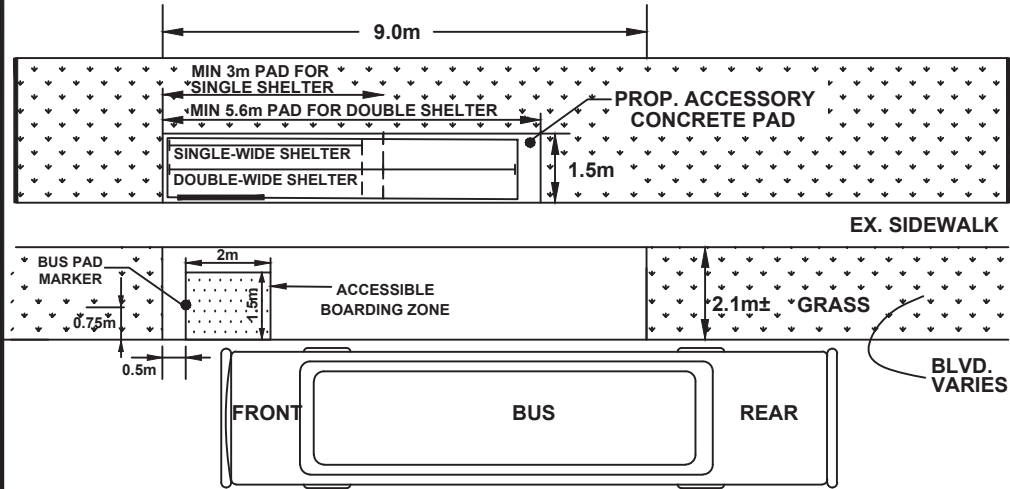 9.0m
MIN 3m PAD FOR
SINGLE SHELTER
MIN 5.6m PAD FOR DOUBLE SHELTER
PROP. ACCESSORY
CONCRETE PAD
SINGLE-WIDE SHELTER
DOUBLE-WIDE SHELTER
1.5m
EX. SIDEWALK
BUS PAD
MARKER
2m
1.5m
ACCESSIBLE
BOARDING ZONE
2.1m± GRASS
0.75m
0.5m
BLVD.
VARIES
FRONT
BUS
REAR